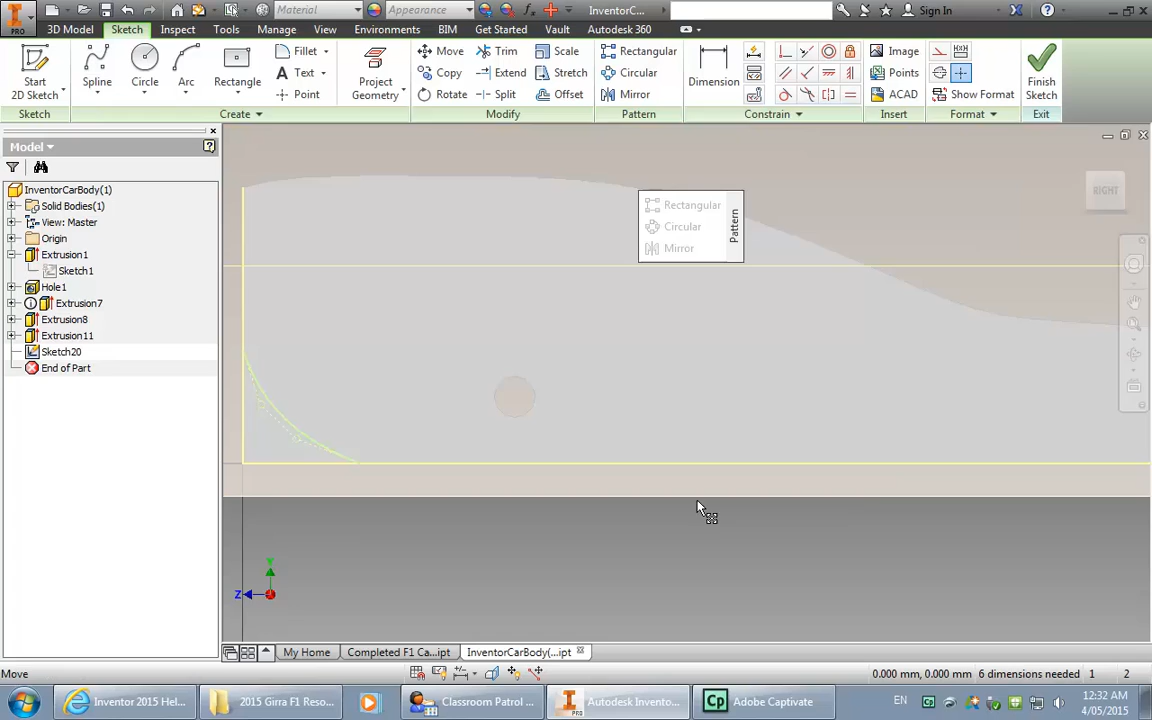 Material
Appearance
InventorC...
Sign In
PRO
3D Model
Sketch
Inspect
Tools
Manage
View
Environments
BIM
Get Started
Vault
Autodesk 360
Start
2D Sketch
Spline
Circle
Arc
Rectangle
Fillet
Text
Point
Project
Geometry
Move
Copy
Rotate
Trim
Extend
Split
Scale
Stretch
Offset
Rectangular
Circular
Mirror
Dimension
Image
Points
ACAD
Show Format
Finish
Sketch
Sketch
Create
Modify
Pattern
Constrain
Insert
Format
Exit
Model
InventorCarBody(1)
Solid Bodies(1)
View: Master
Origin
Extrusion1
Sketch1
Hole1
Extrusion7
Extrusion8
Extrusion11
Sketch20
End of Part
Rectangular
Circular
Mirror
Pattern
RIGHT
Y
Z
My Home
Completed F1 Ca...ipt
InventorCarBody(...ipt
Move
0.000 mm, 0.000 mm
6 dimensions needed
1
2
Inventor 2015 Hel...
2015 Girra F1 Reso...
Classroom Patrol ...
Autodesk Invento...
Adobe Captivate
EN
12:32 AM
4/05/2015